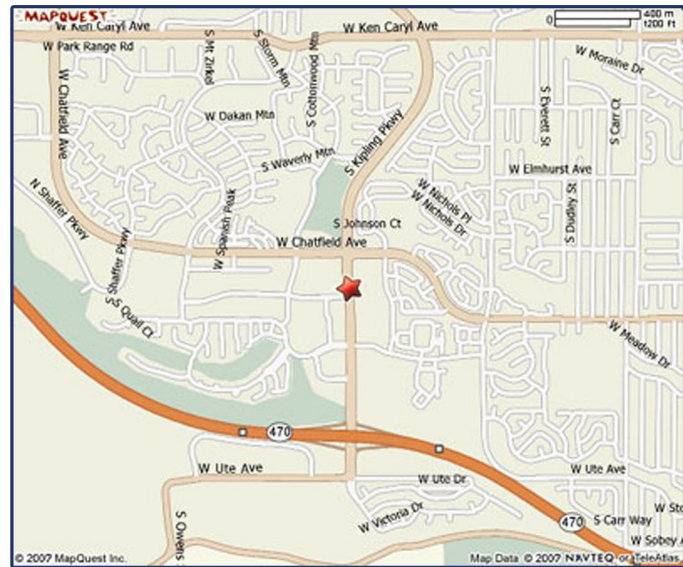 MAPQUEST
400 m
1200 ft
W Ken Caryl Ave
W Ken Caryl Ave
W Park Range Rd
S Mt Zirkel
S Storm Mtn
S Cottonwood Mtn
W Moraine Dr
W Chatfield Ave
S Everett St
S Carr Ct
W Dakan Mtn
S Kipling Pkwy
S Waverly Mtn
W Elmhurst Ave
N Shaffer Pkwy
W Nichols Pl
W Nichols Dr
S Dudley St
S Johnson Ct
W Spanish Peak
W Chatfield Ave
Shaffer Pkwy
S Quail Ct
W Meadow Dr
470
W Ute Ave
W Ute Ave
W Ute Dr
S Owens
W Victoria Dr
470
S Carr Way
W Sto
W Sobey A
© 2007 MapQuest Inc.
Map Data © 2007 NAVTEQ or TeleAtlas